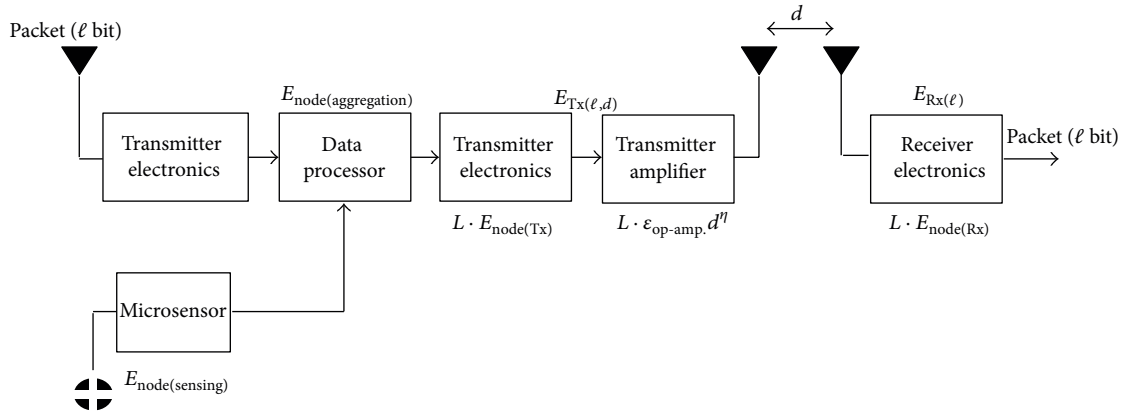 Packet (ℓ bit)
d
E_node(aggregation)
E_Tx(ℓ,d)
E_Rx(ℓ)
Transmitter
electronics
Data
processor
Transmitter
electronics
Transmitter
amplifier
Receiver
electronics
Packet (ℓ bit)
L · E_node(Tx)
L · ε_op-amp. d^η
L · E_node(Rx)
Microsensor
E_node(sensing)